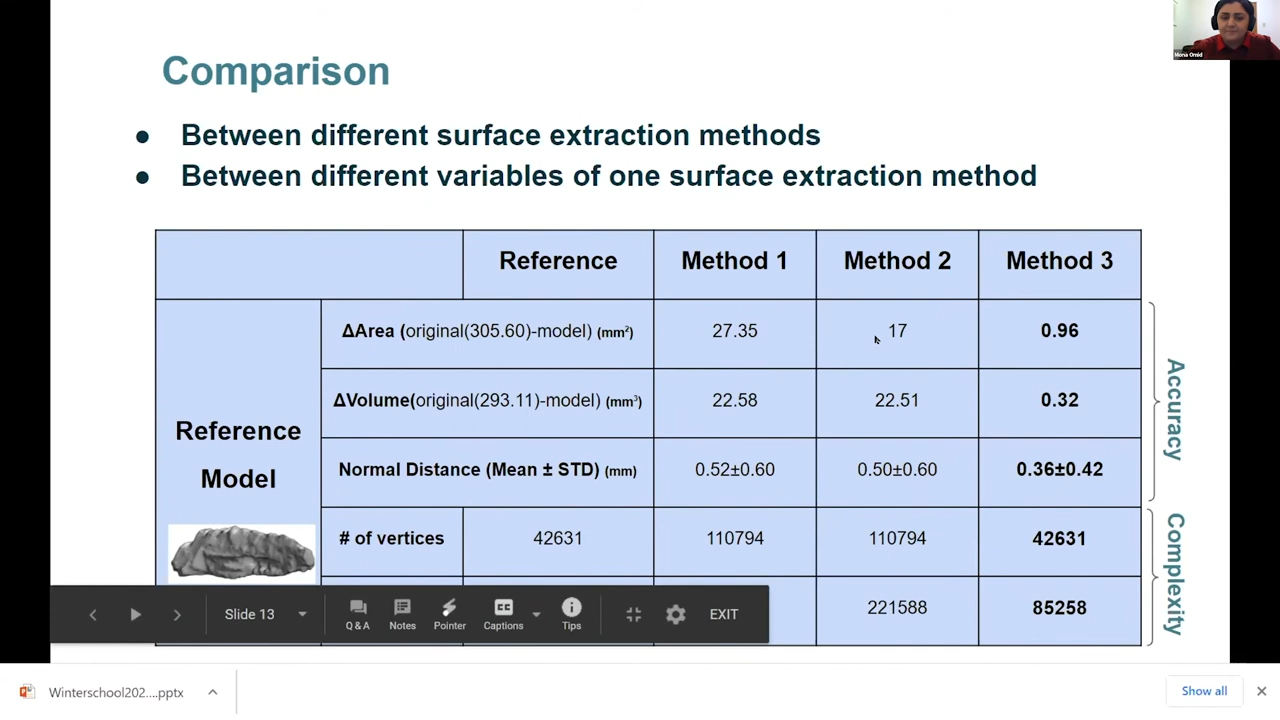 Mona Omid
Comparison
● Between different surface extraction methods
● Between different variables of one surface extraction method
Reference Method 1 Method 2 Method 3
ΔArea (original(305.60)-model) (mm²) 27.35 17 0.96
ΔVolume(original(293.11)-model) (mm³) 22.58 22.51 0.32
Normal Distance (Mean ± STD) (mm) 0.52±0.60 0.50±0.60 0.36±0.42
Reference
Model
# of vertices 42631 110794 110794 42631
221588 85258
Accuracy
Complexity
Slide 13
Q & A Notes Pointer CC Captions Tips EXIT
Winterschool202....pptx
Show all